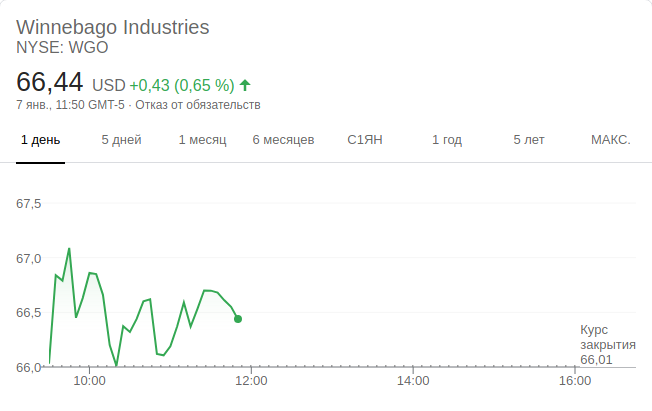 Winnebago Industries
NYSE: WGO
66,44 USD +0,43 (0,65 %)
7 янв., 11:50 GMT-5 · Отказ от обязательств
1 день 5 дней 1 месяц 6 месяцев С1ЯН 1 год 5 лет МАКС.
67,5
67,0
66,5
66,0
Курс
закрытия
66,01
10:00 12:00 14:00 16:00